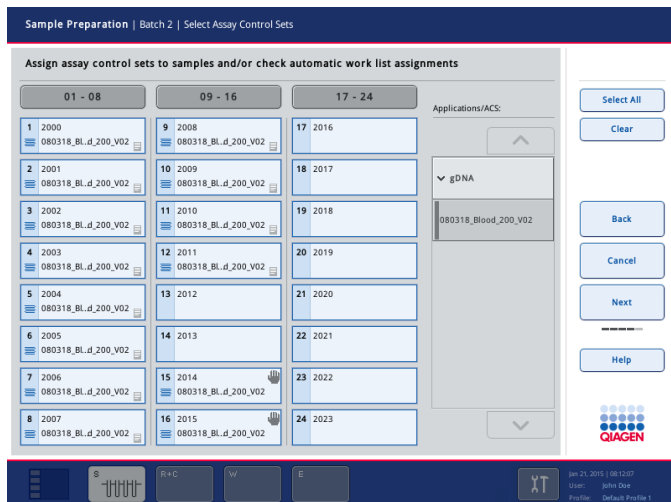 Sample Preparation | Batch 2 | Select Assay Control Sets
Assign assay control sets to samples and/or check automatic work list assignments
01 - 08
09 - 16
17 - 24
Applications/ACS:
1 2000
080318_Bl..d_200_V02
2 2001
080318_Bl..d_200_V02
3 2002
080318_Bl..d_200_V02
4 2003
080318_Bl..d_200_V02
5 2004
080318_Bl..d_200_V02
6 2005
080318_Bl..d_200_V02
7 2006
080318_Bl..d_200_V02
8 2007
080318_Bl..d_200_V02
9 2008
080318_Bl..d_200_V02
10 2009
080318_Bl..d_200_V02
11 2010
080318_Bl..d_200_V02
12 2011
080318_Bl..d_200_V02
13 2012
14 2013
15 2014
080318_Bl..d_200_V02
16 2015
080318_Bl..d_200_V02
17 2016
18 2017
19 2018
20 2019
21 2020
22 2021
23 2022
24 2023
gDNA
080318_Blood_200_V02
Select All
Clear
Back
Cancel
Next
Help
QIAGEN
S
R+C
W
E
Jan 21, 2015 | 08:12:07
User: John Doe
Profile: Default Profile 1